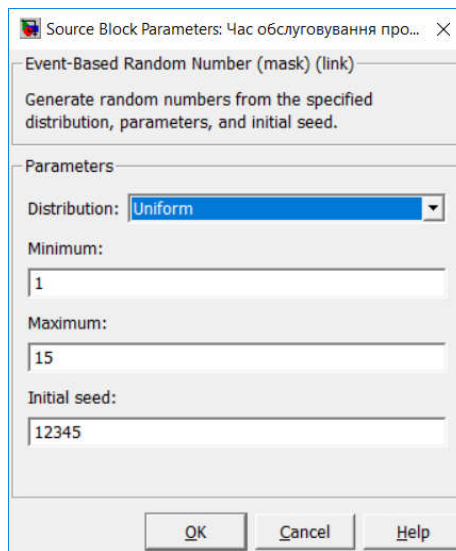 Source Block Parameters: Час обслуговування про...
Event-Based Random Number (mask) (link)
Generate random numbers from the specified
distribution, parameters, and initial seed.
Parameters
Distribution: Uniform
Minimum:
1
Maximum:
15
Initial seed:
12345
OK Cancel Help